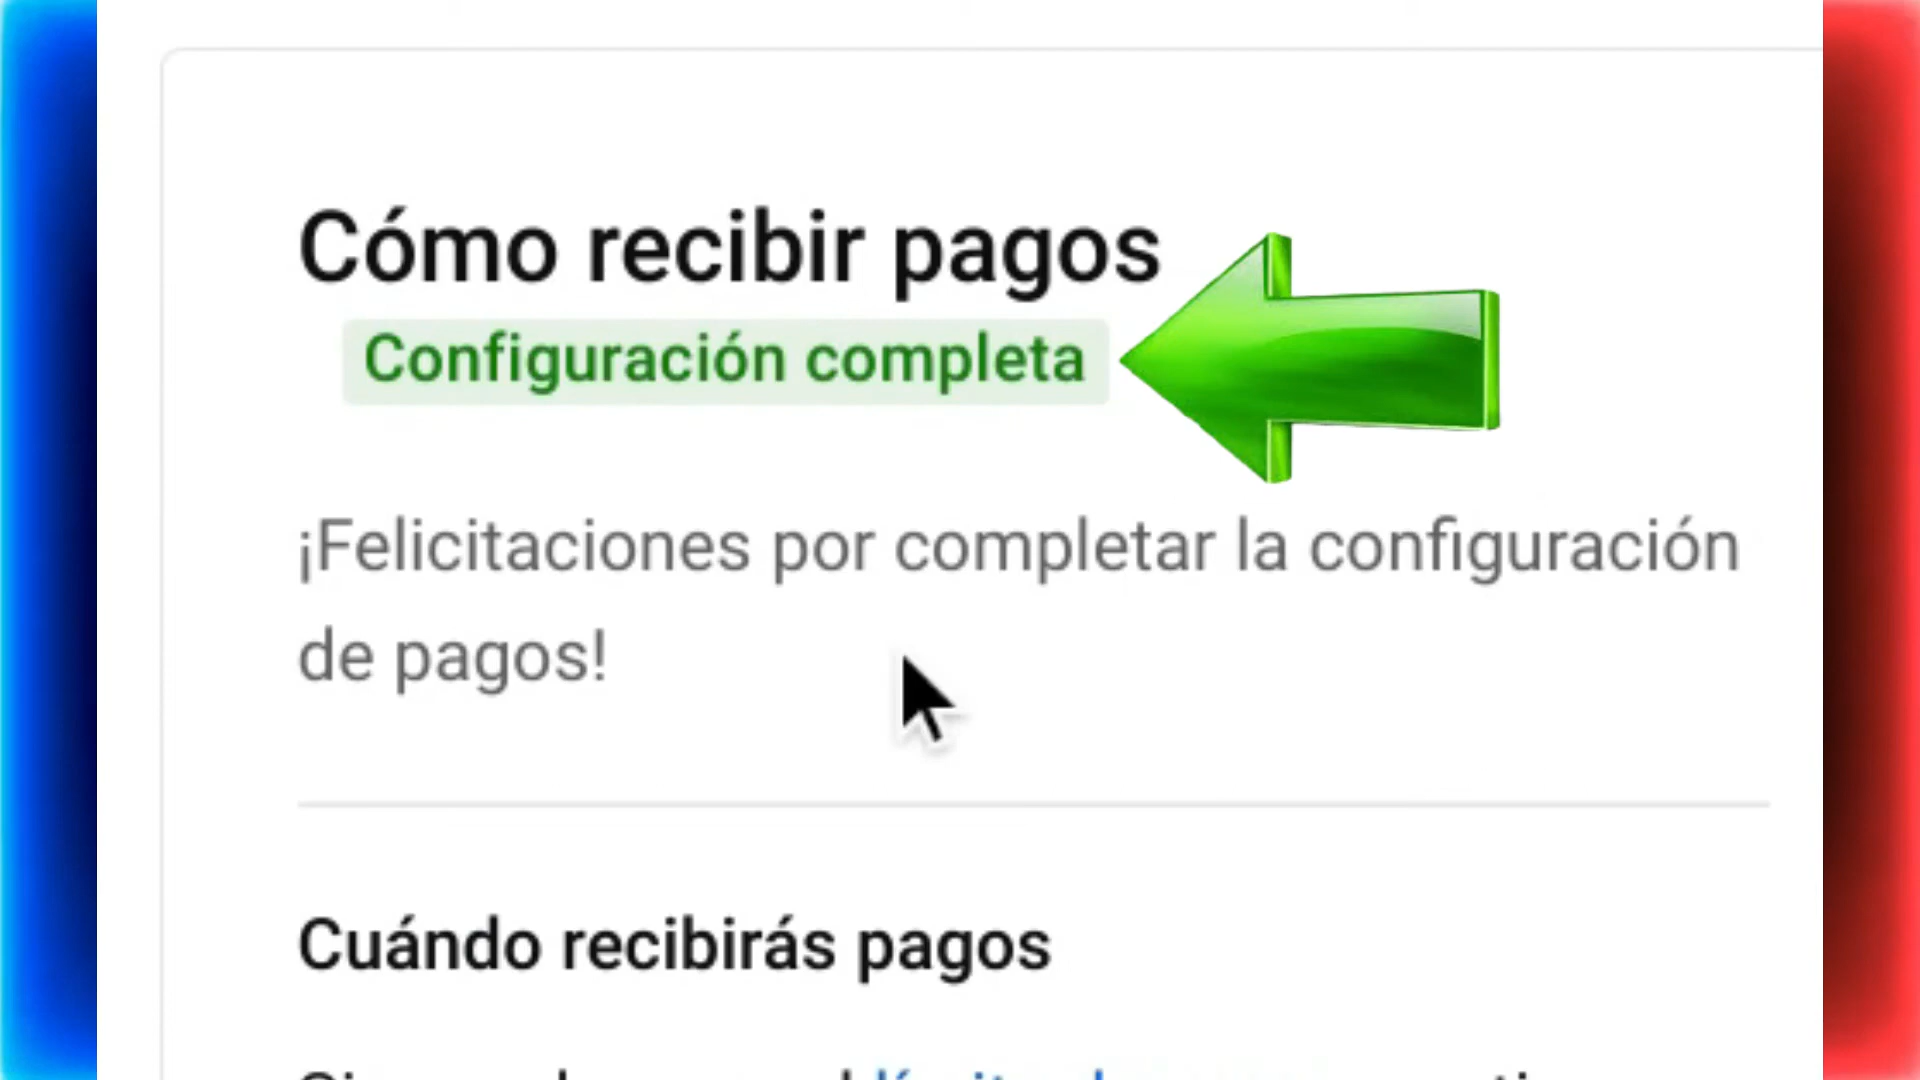 Cómo recibir pagos
Configuración completa
¡Felicitaciones por completar la configuración
de pagos!
Cuándo recibirás pagos